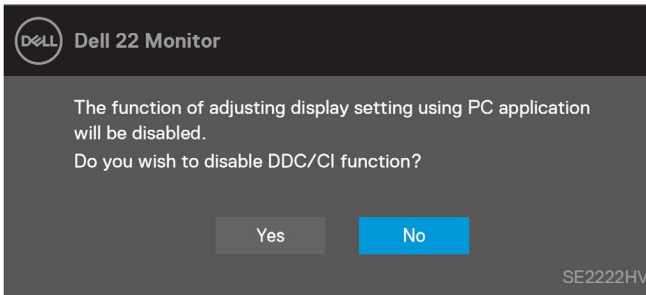 DELL
Dell 22 Monitor
The function of adjusting display setting using PC application
will be disabled.
Do you wish to disable DDC/CI function?
Yes
No
SE2222HV